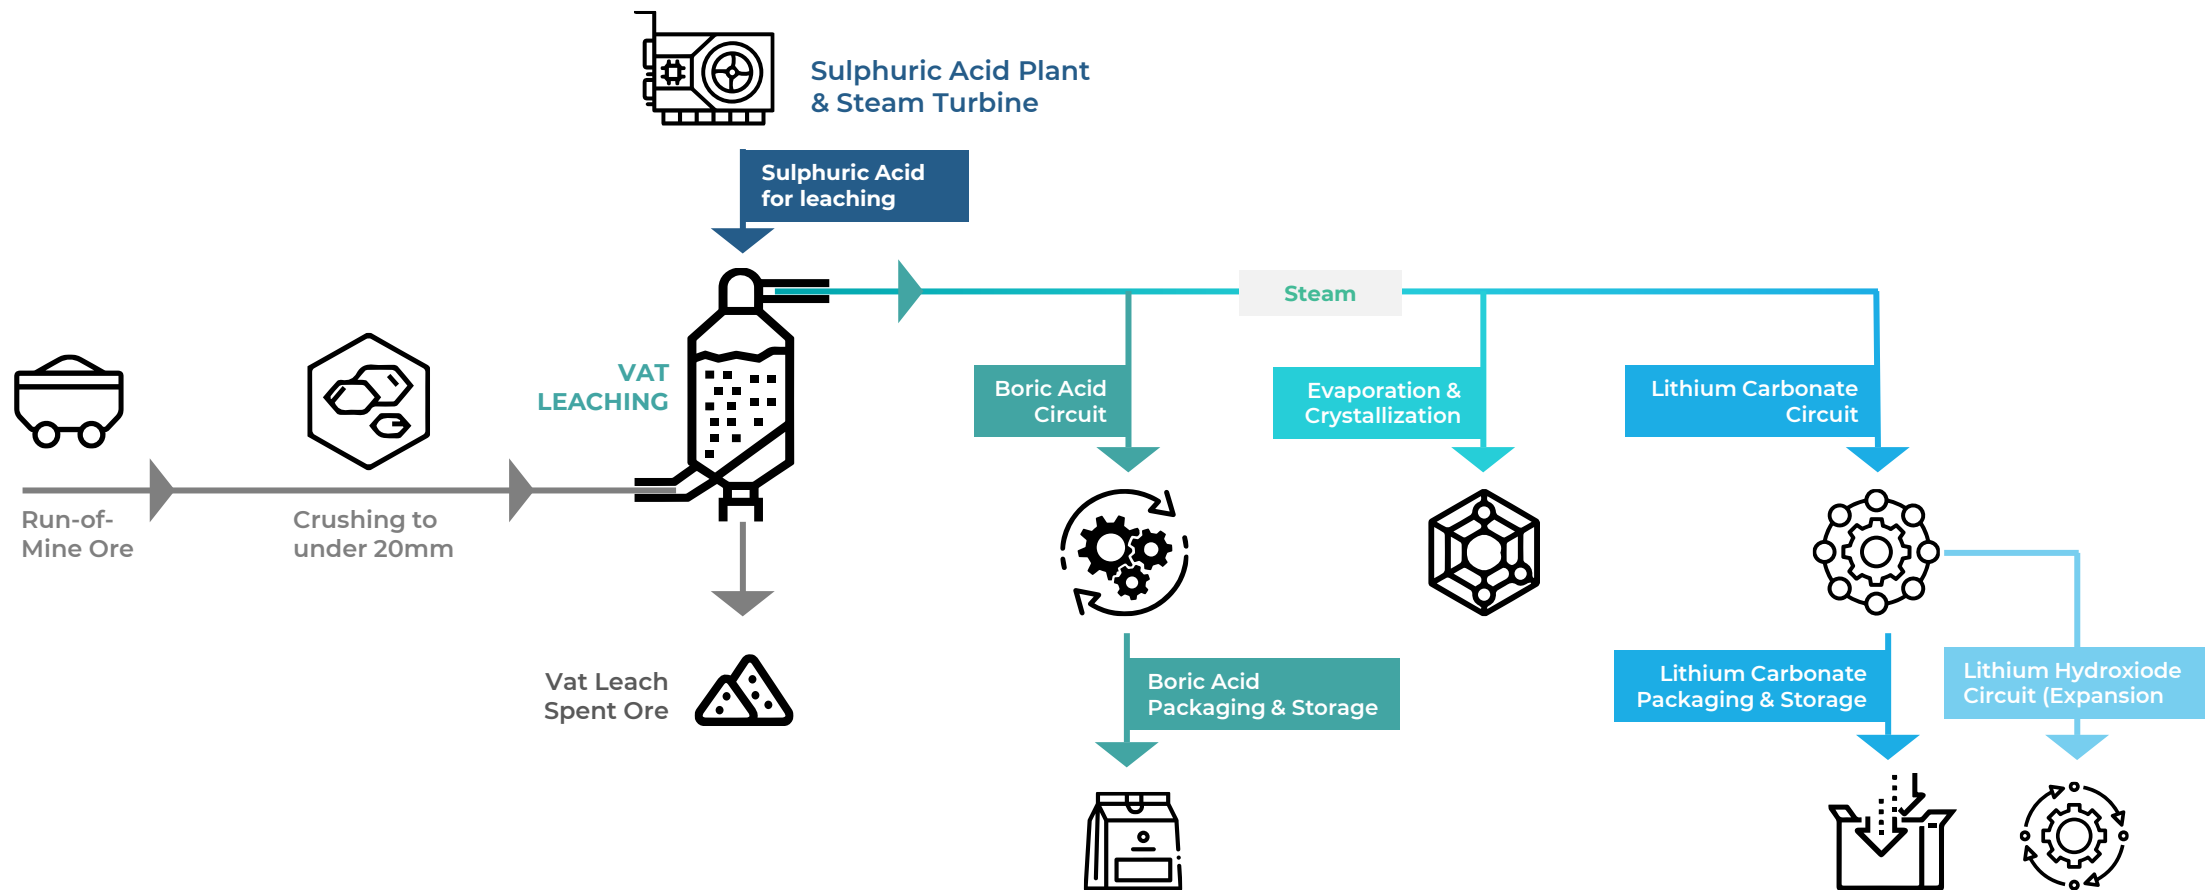 Sulphuric Acid Plant
& Steam Turbine
Sulphuric Acid
for leaching
Steam
VAT
LEACHING
Boric Acid
Circuit
Evaporation &
Crystallization
Lithium Carbonate
Circuit
Run-of-
Mine Ore
Crushing to
under 20mm
Vat Leach
Spent Ore
Boric Acid
Packaging & Storage
Lithium Carbonate
Packaging & Storage
Lithium Hydroxiode
Circuit (Expansion